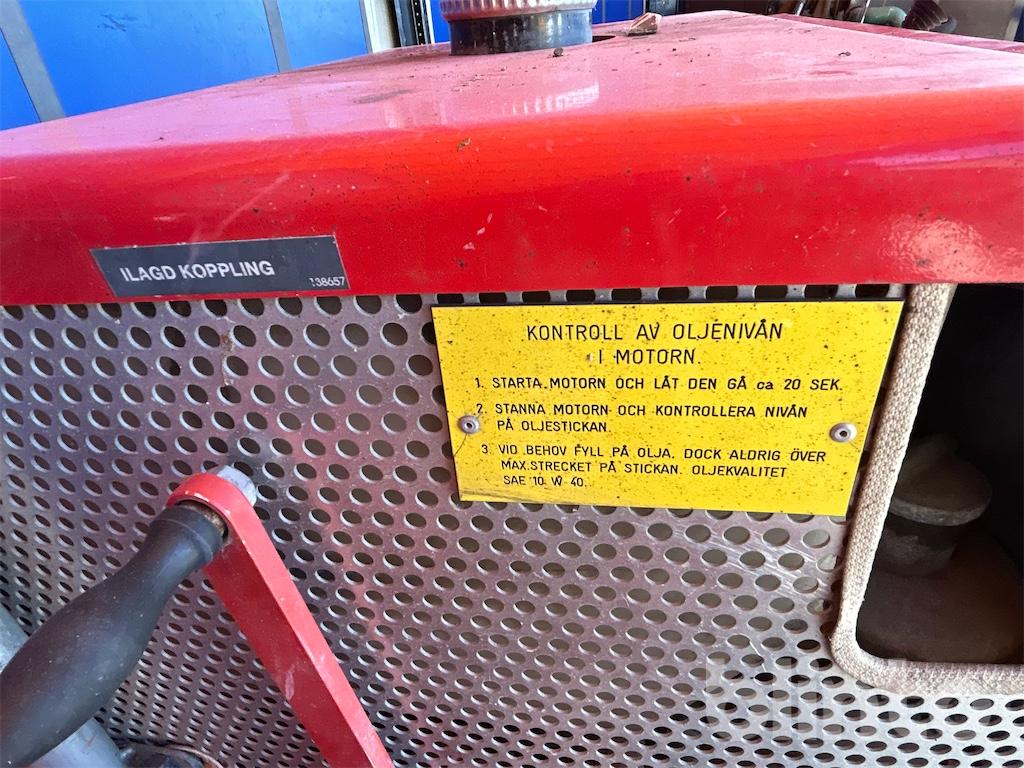 ILAGD KOPPLING
138657
KONTROLL AV OLJENIVÅN
I MOTORN.
1. STARTA MOTORN OCH LÅT DEN GÅ ca 20 SEK.
2. STANNA MOTORN OCH KONTROLLERA NIVÅN
PÅ OLJESTICKAN.
3. VID BEHOV FYLL PÅ OLJA. DOCK ALDRIG ÖVER
MAX.STRECKET PÅ STICKAN. OLJEKVALITET
SAE 10 W 40.